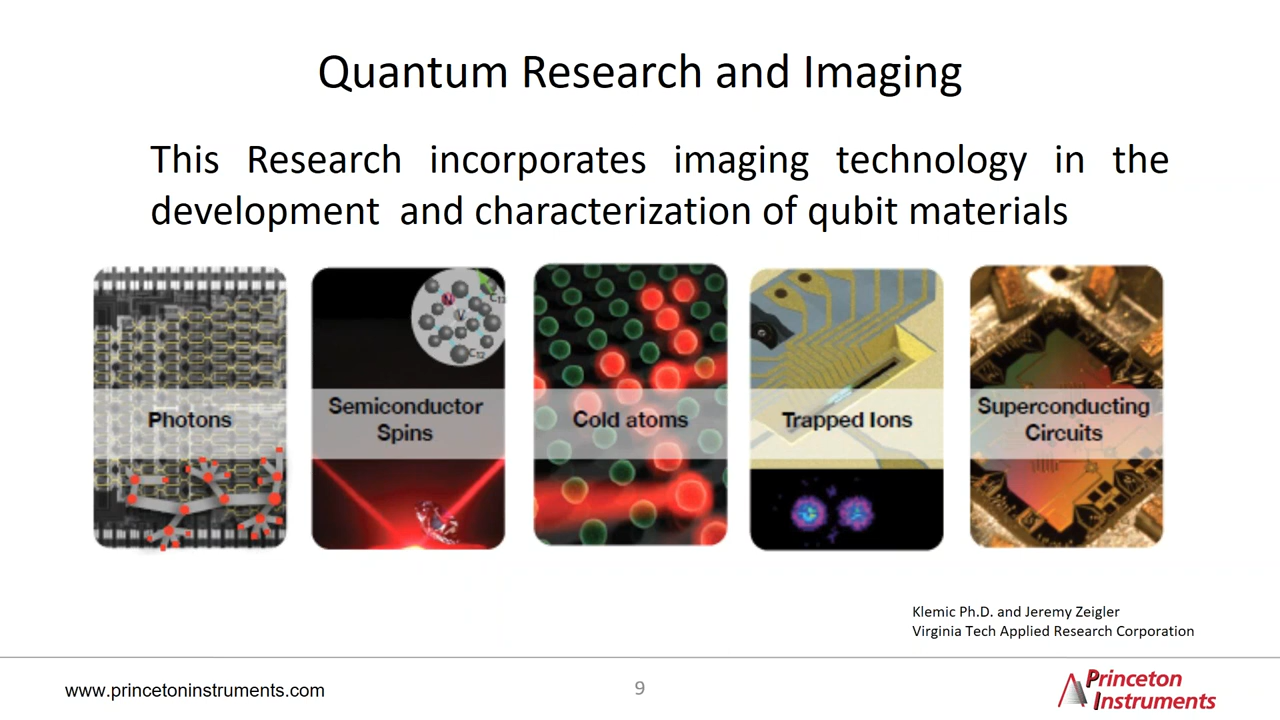 Quantum Research and Imaging
This Research incorporates imaging technology in the
development and characterization of qubit materials
C13
N
V
C12
Photons
Semiconductor
Spins
Cold atoms
Trapped Ions
Superconducting
Circuits
Klemic Ph.D. and Jeremy Zeigler
Virginia Tech Applied Research Corporation
www.princetoninstruments.com
9
Princeton
Instruments